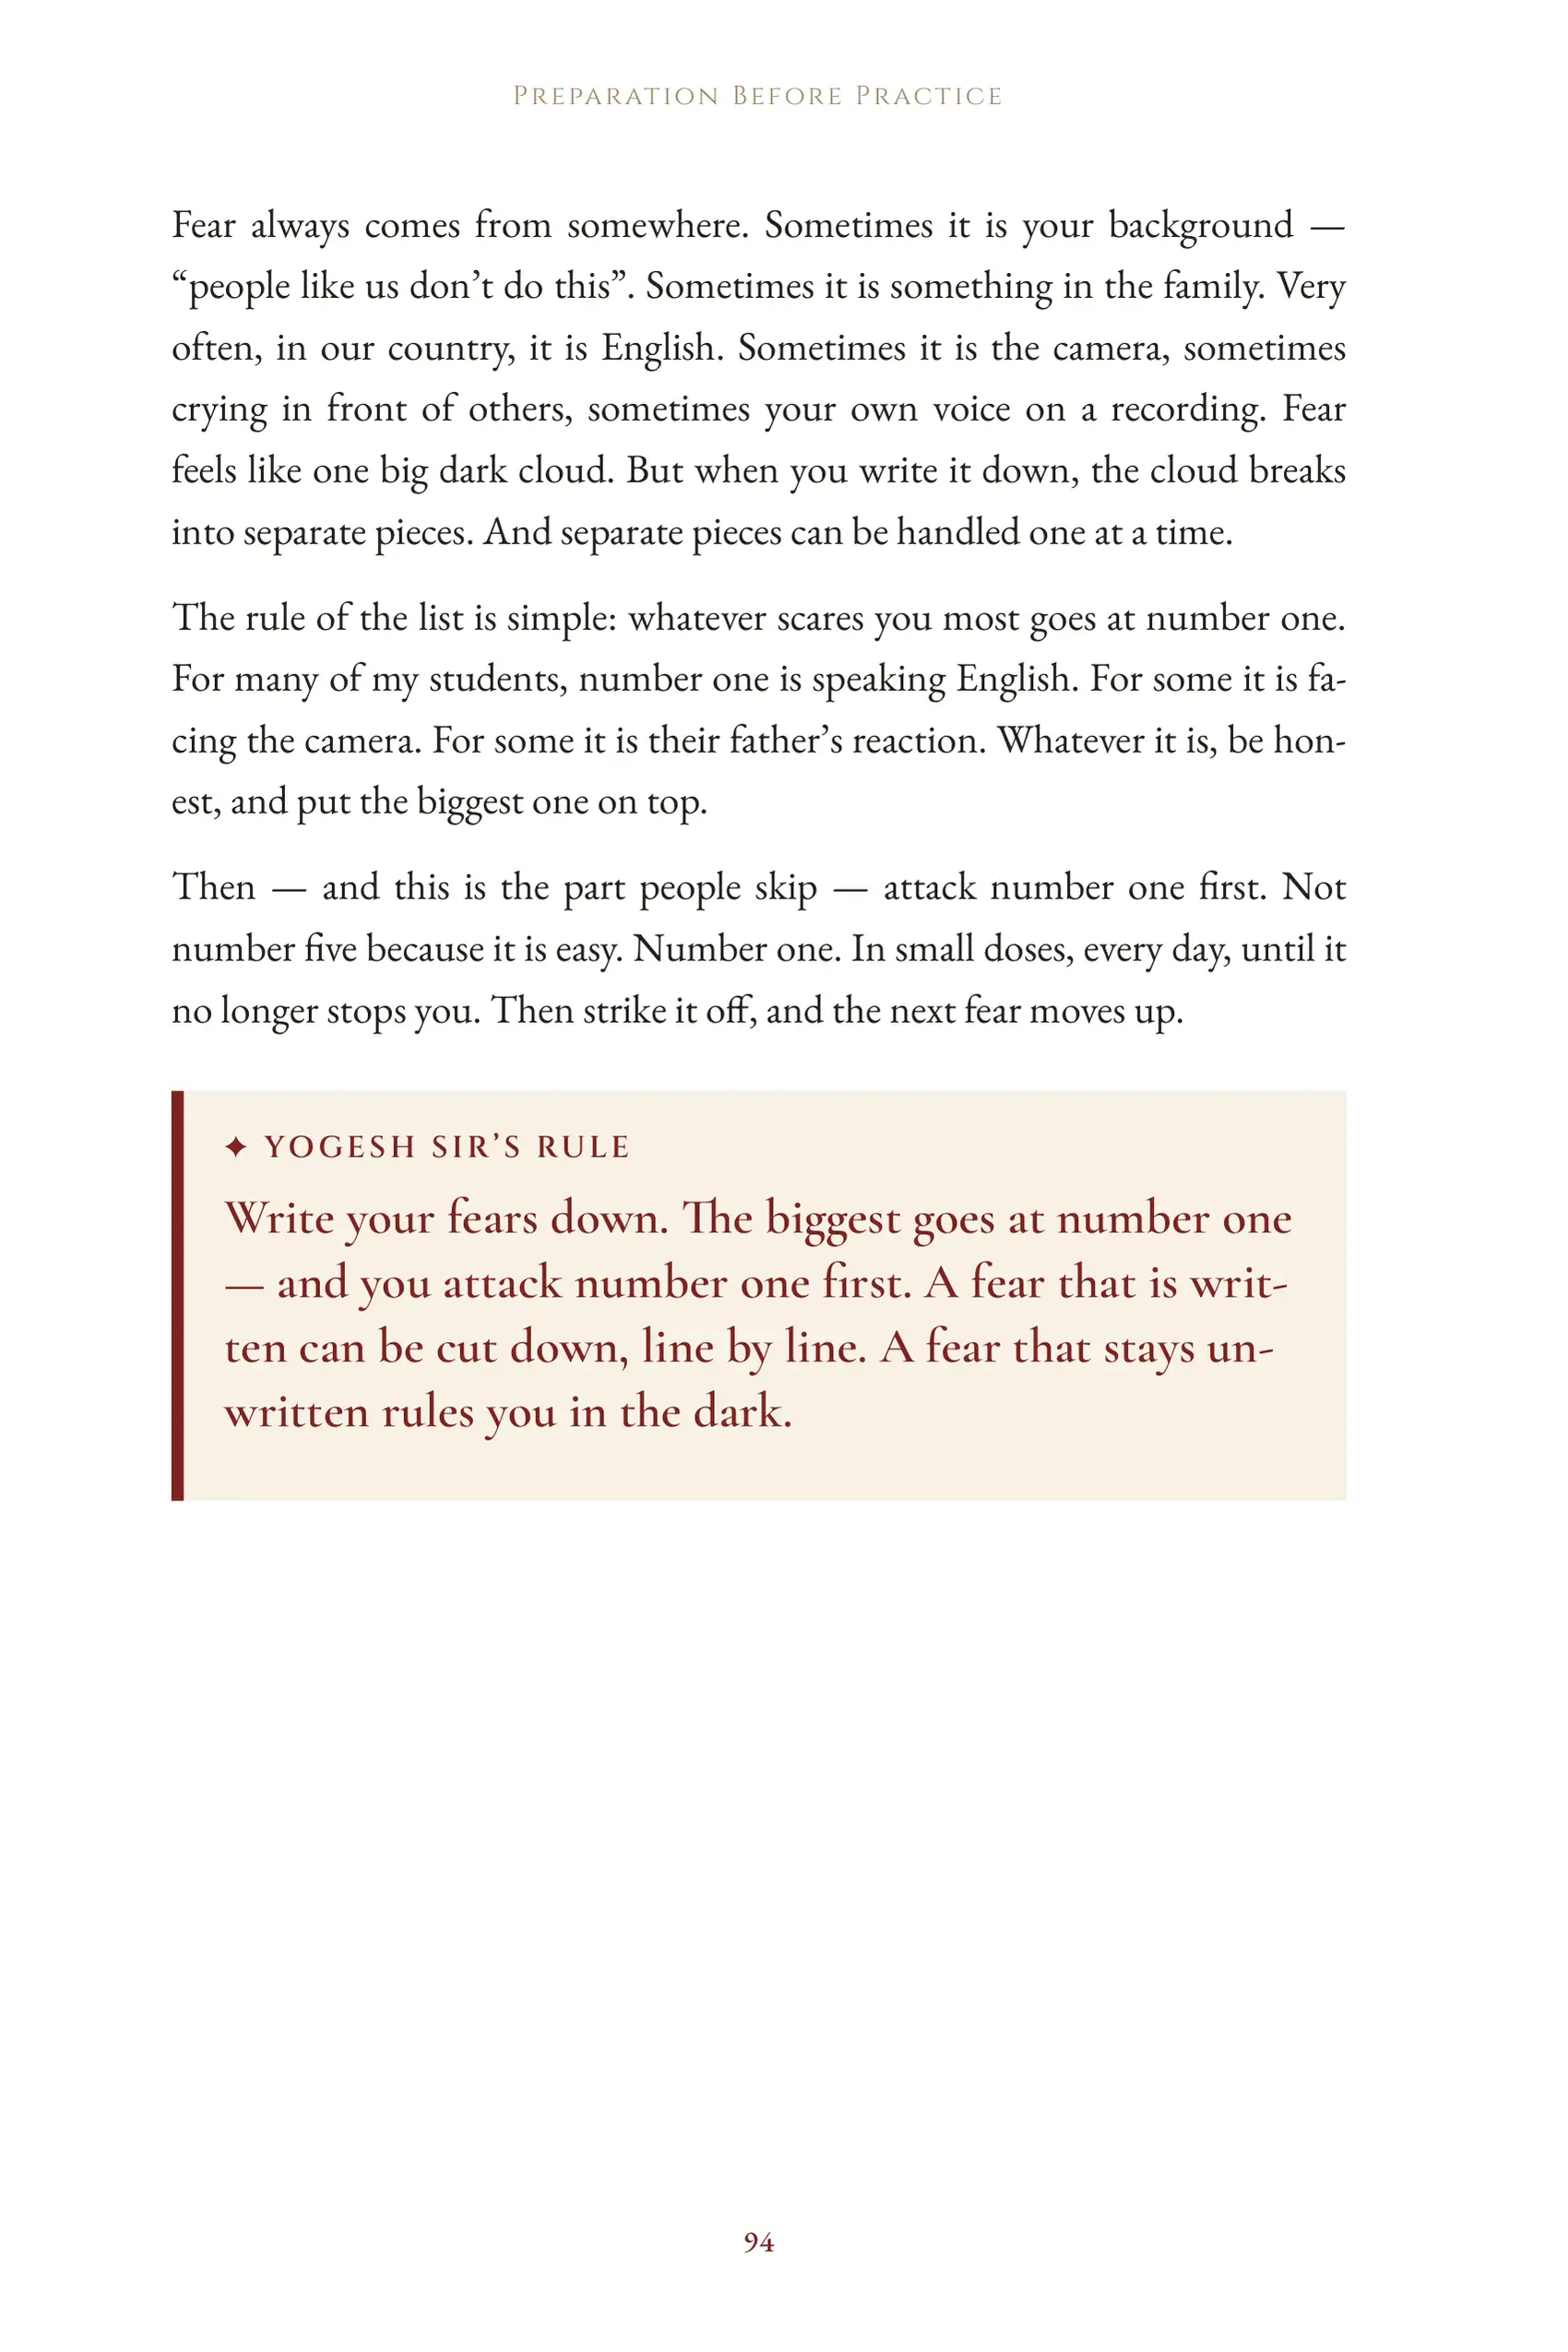 Preparation Before Practice
Fear always comes from somewhere. Sometimes it is your background —
“people like us don’t do this”. Sometimes it is something in the family. Very
often, in our country, it is English. Sometimes it is the camera, sometimes
crying in front of others, sometimes your own voice on a recording. Fear
feels like one big dark cloud. But when you write it down, the cloud breaks
into separate pieces. And separate pieces can be handled one at a time.
The rule of the list is simple: whatever scares you most goes at number one.
For many of my students, number one is speaking English. For some it is fa-
cing the camera. For some it is their father’s reaction. Whatever it is, be hon-
est, and put the biggest one on top.
Then — and this is the part people skip — attack number one first. Not
number five because it is easy. Number one. In small doses, every day, until it
no longer stops you. Then strike it off, and the next fear moves up.
✦ YOGESH SIR’S RULE
Write your fears down. The biggest goes at number one
— and you attack number one first. A fear that is writ-
ten can be cut down, line by line. A fear that stays un-
written rules you in the dark.
94